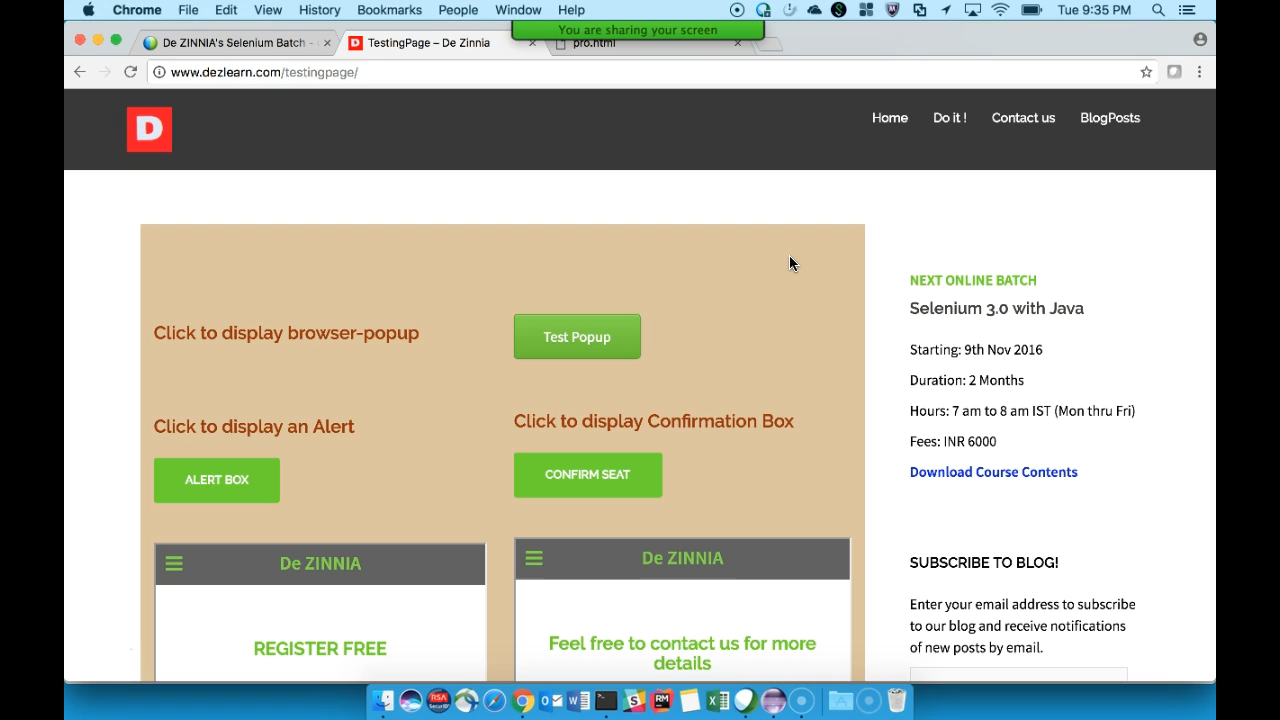 Chrome File Edit View History Bookmarks People Window Help Tue 9:35 PM
You are sharing your screen
De ZINNIA's Selenium Batch - TestingPage – De Zinnia pro.html
www.dezlearn.com/testingpage/
D
Home Do it ! Contact us BlogPosts
Click to display browser-popup
Test Popup
Click to display an Alert
Click to display Confirmation Box
ALERT BOX
CONFIRM SEAT
De ZINNIA
De ZINNIA
REGISTER FREE
Feel free to contact us for more
details
NEXT ONLINE BATCH
Selenium 3.0 with Java
Starting: 9th Nov 2016
Duration: 2 Months
Hours: 7 am to 8 am IST (Mon thru Fri)
Fees: INR 6000
Download Course Contents
SUBSCRIBE TO BLOG!
Enter your email address to subscribe
to our blog and receive notifications
of new posts by email.